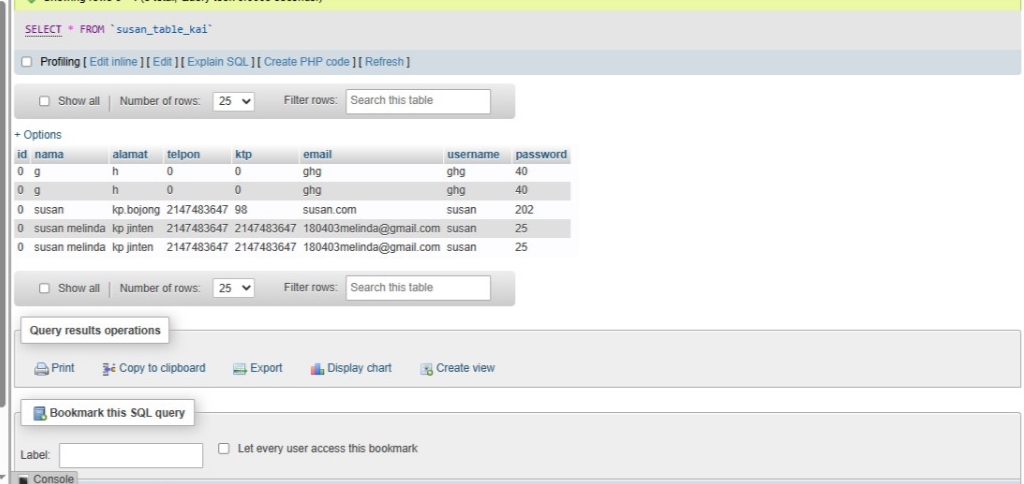 SELECT * FROM `susan_table_kai`
Profiling [ Edit inline ] [ Edit ] [ Explain SQL ] [ Create PHP code ] [ Refresh ]
Show all | Number of rows: 25 Filter rows: Search this table
+ Options
id nama alamat telpon ktp email username password
0 g h 0 0 ghg ghg 40
0 g h 0 0 ghg ghg 40
0 susan kp.bojong 2147483647 98 susan.com susan 202
0 susan melinda kp jinten 2147483647 2147483647 180403melinda@gmail.com susan 25
0 susan melinda kp jinten 2147483647 2147483647 180403melinda@gmail.com susan 25
Show all | Number of rows: 25 Filter rows: Search this table
Query results operations
Print Copy to clipboard Export Display chart Create view
Bookmark this SQL query
Label: Let every user access this bookmark
Console